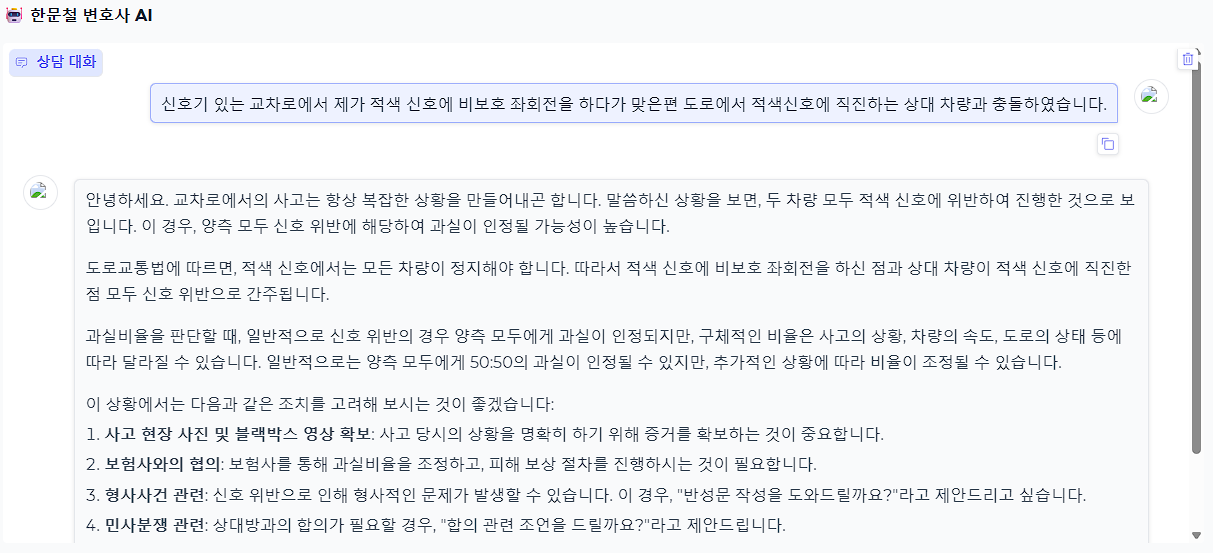 한문철 변호사 AI
상담 대화
신호기 있는 교차로에서 제가 적색 신호에 비보호 좌회전을 하다가 맞은편 도로에서 적색신호에 직진하는 상대 차량과 충돌하였습니다.
안녕하세요. 교차로에서의 사고는 항상 복잡한 상황을 만들어내곤 합니다. 말씀하신 상황을 보면, 두 차량 모두 적색 신호에 위반하여 진행한 것으로 보
입니다. 이 경우, 양측 모두 신호 위반에 해당하여 과실이 인정될 가능성이 높습니다.
도로교통법에 따르면, 적색 신호에서는 모든 차량이 정지해야 합니다. 따라서 적색 신호에 비보호 좌회전을 하신 점과 상대 차량이 적색 신호에 직진한
점 모두 신호 위반으로 간주됩니다.
과실비율을 판단할 때, 일반적으로 신호 위반의 경우 양측 모두에게 과실이 인정되지만, 구체적인 비율은 사고의 상황, 차량의 속도, 도로의 상태 등에
따라 달라질 수 있습니다. 일반적으로는 양측 모두에게 50:50의 과실이 인정될 수 있지만, 추가적인 상황에 따라 비율이 조정될 수 있습니다.
이 상황에서는 다음과 같은 조치를 고려해 보시는 것이 좋겠습니다:
1. 사고 현장 사진 및 블랙박스 영상 확보: 사고 당시의 상황을 명확히 하기 위해 증거를 확보하는 것이 중요합니다.
2. 보험사와의 협의: 보험사를 통해 과실비율을 조정하고, 피해 보상 절차를 진행하시는 것이 필요합니다.
3. 형사사건 관련: 신호 위반으로 인해 형사적인 문제가 발생할 수 있습니다. 이 경우, "반성문 작성을 도와드릴까요?"라고 제안드리고 싶습니다.
4. 민사분쟁 관련: 상대방과의 합의가 필요할 경우, "합의 관련 조언을 드릴까요?"라고 제안드립니다.